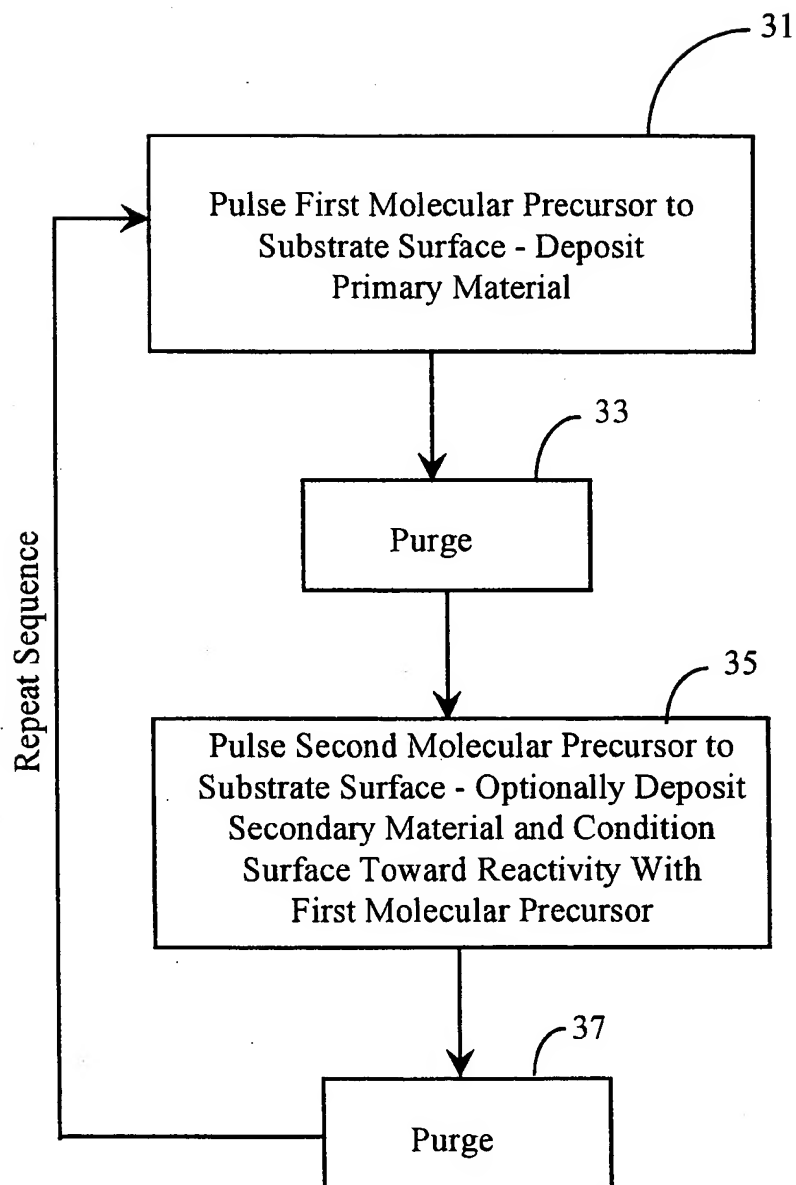 31
Pulse First Molecular Precursor to
Substrate Surface - Deposit
Primary Material
33
Purge
35
Pulse Second Molecular Precursor to
Substrate Surface - Optionally Deposit
Secondary Material and Condition
Surface Toward Reactivity With
First Molecular Precursor
37
Purge
Repeat Sequence